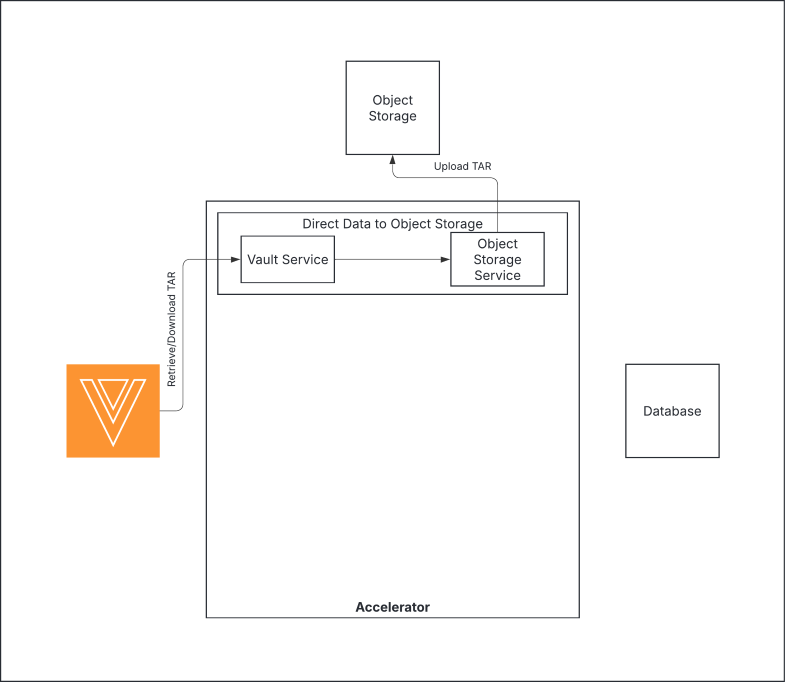 Object
Storage
Upload TAR
Direct Data to Object Storage
Vault Service
Object
Storage
Service
Retrieve/Download TAR
Database
Accelerator